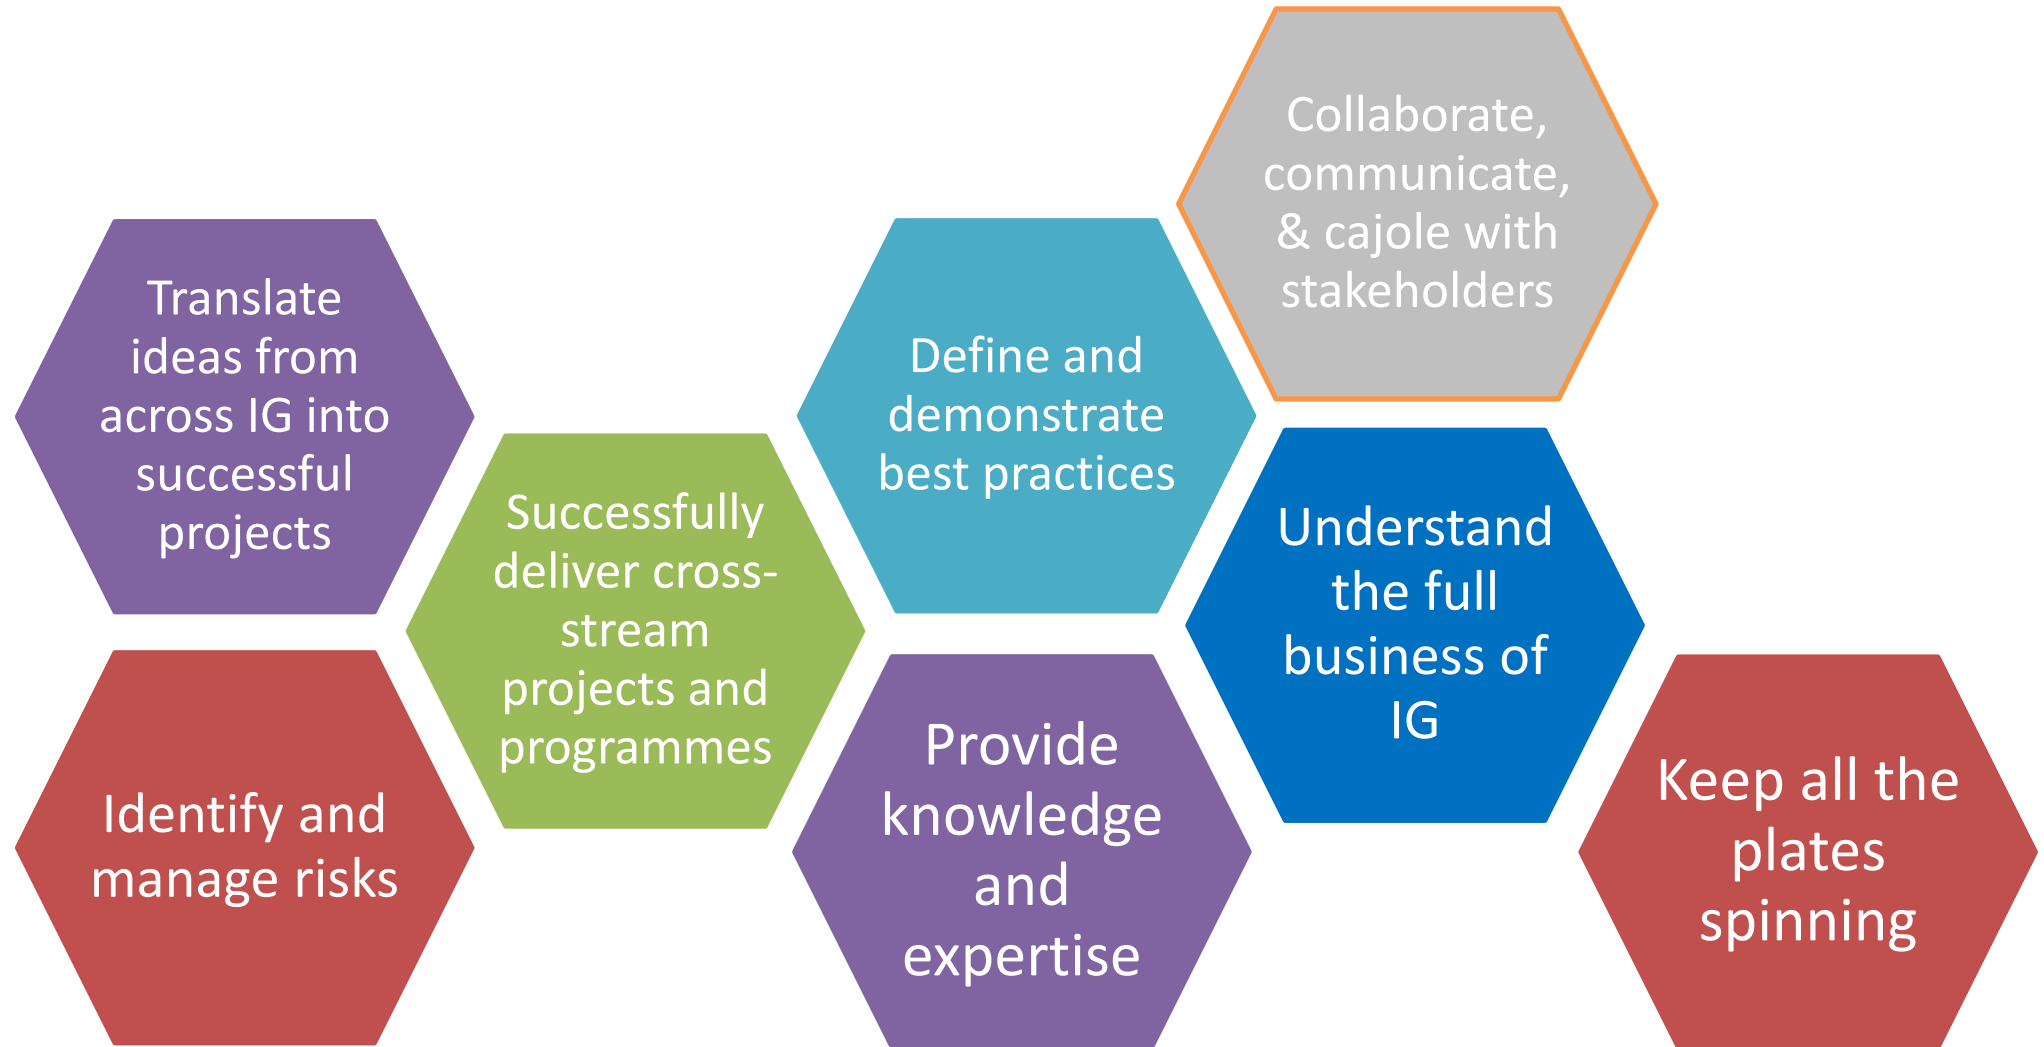 Translate
ideas from
across IG into
successful
projects
Identify and
manage risks
Successfully
deliver cross-
stream
projects and
programmes
Define and
demonstrate
best practices
Provide
knowledge
and
expertise
Collaborate,
communicate,
& cajole with
stakeholders
Understand
the full
business of
IG
Keep all the
plates
spinning